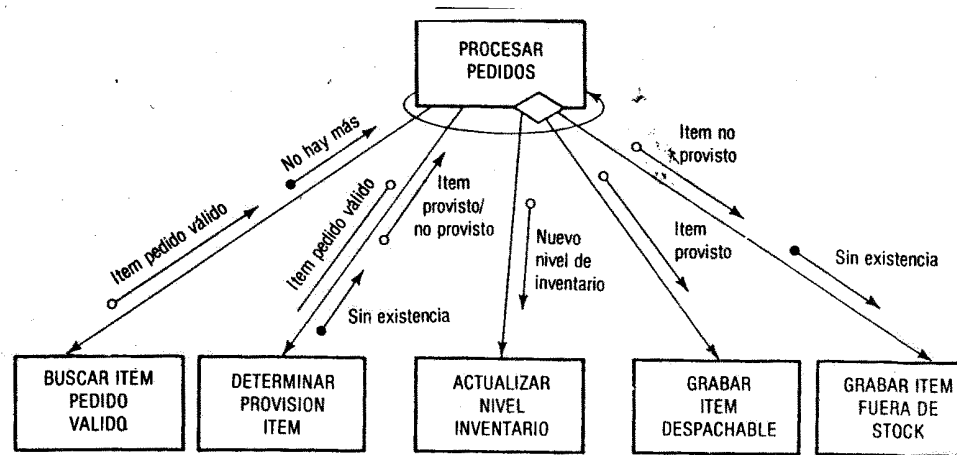 PROCESAR
PEDIDOS
No hay más
Item pedido válido
Item pedido válido
Item
provisto/
no provisto
Sin existencia
Nuevo
nivel de
inventario
Item
provisto
Item no
provisto
Sin existencia
BUSCAR ITEM
PEDIDO
VALIDO
DETERMINAR
PROVISION
ITEM
ACTUALIZAR
NIVEL
INVENTARIO
GRABAR
ITEM
DESPACHABLE
GRABAR ITEM
FUERA DE
STOCK